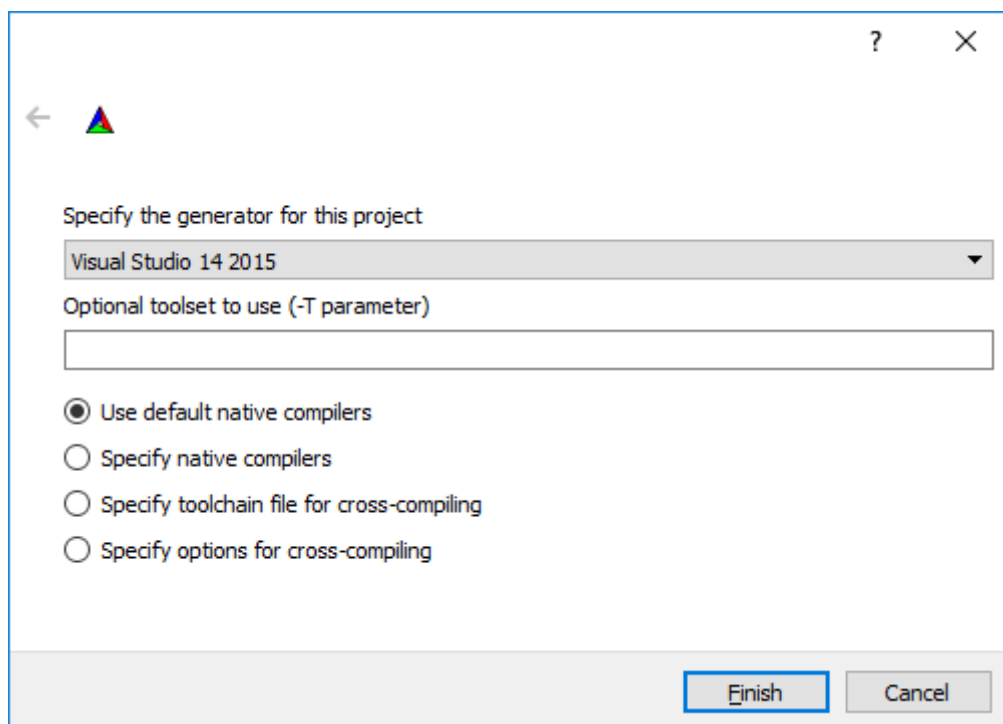 ?
Specify the generator for this project
Visual Studio 14 2015
Optional toolset to use (-T parameter)
Use default native compilers
Specify native compilers
Specify toolchain file for cross-compiling
Specify options for cross-compiling
Finish Cancel